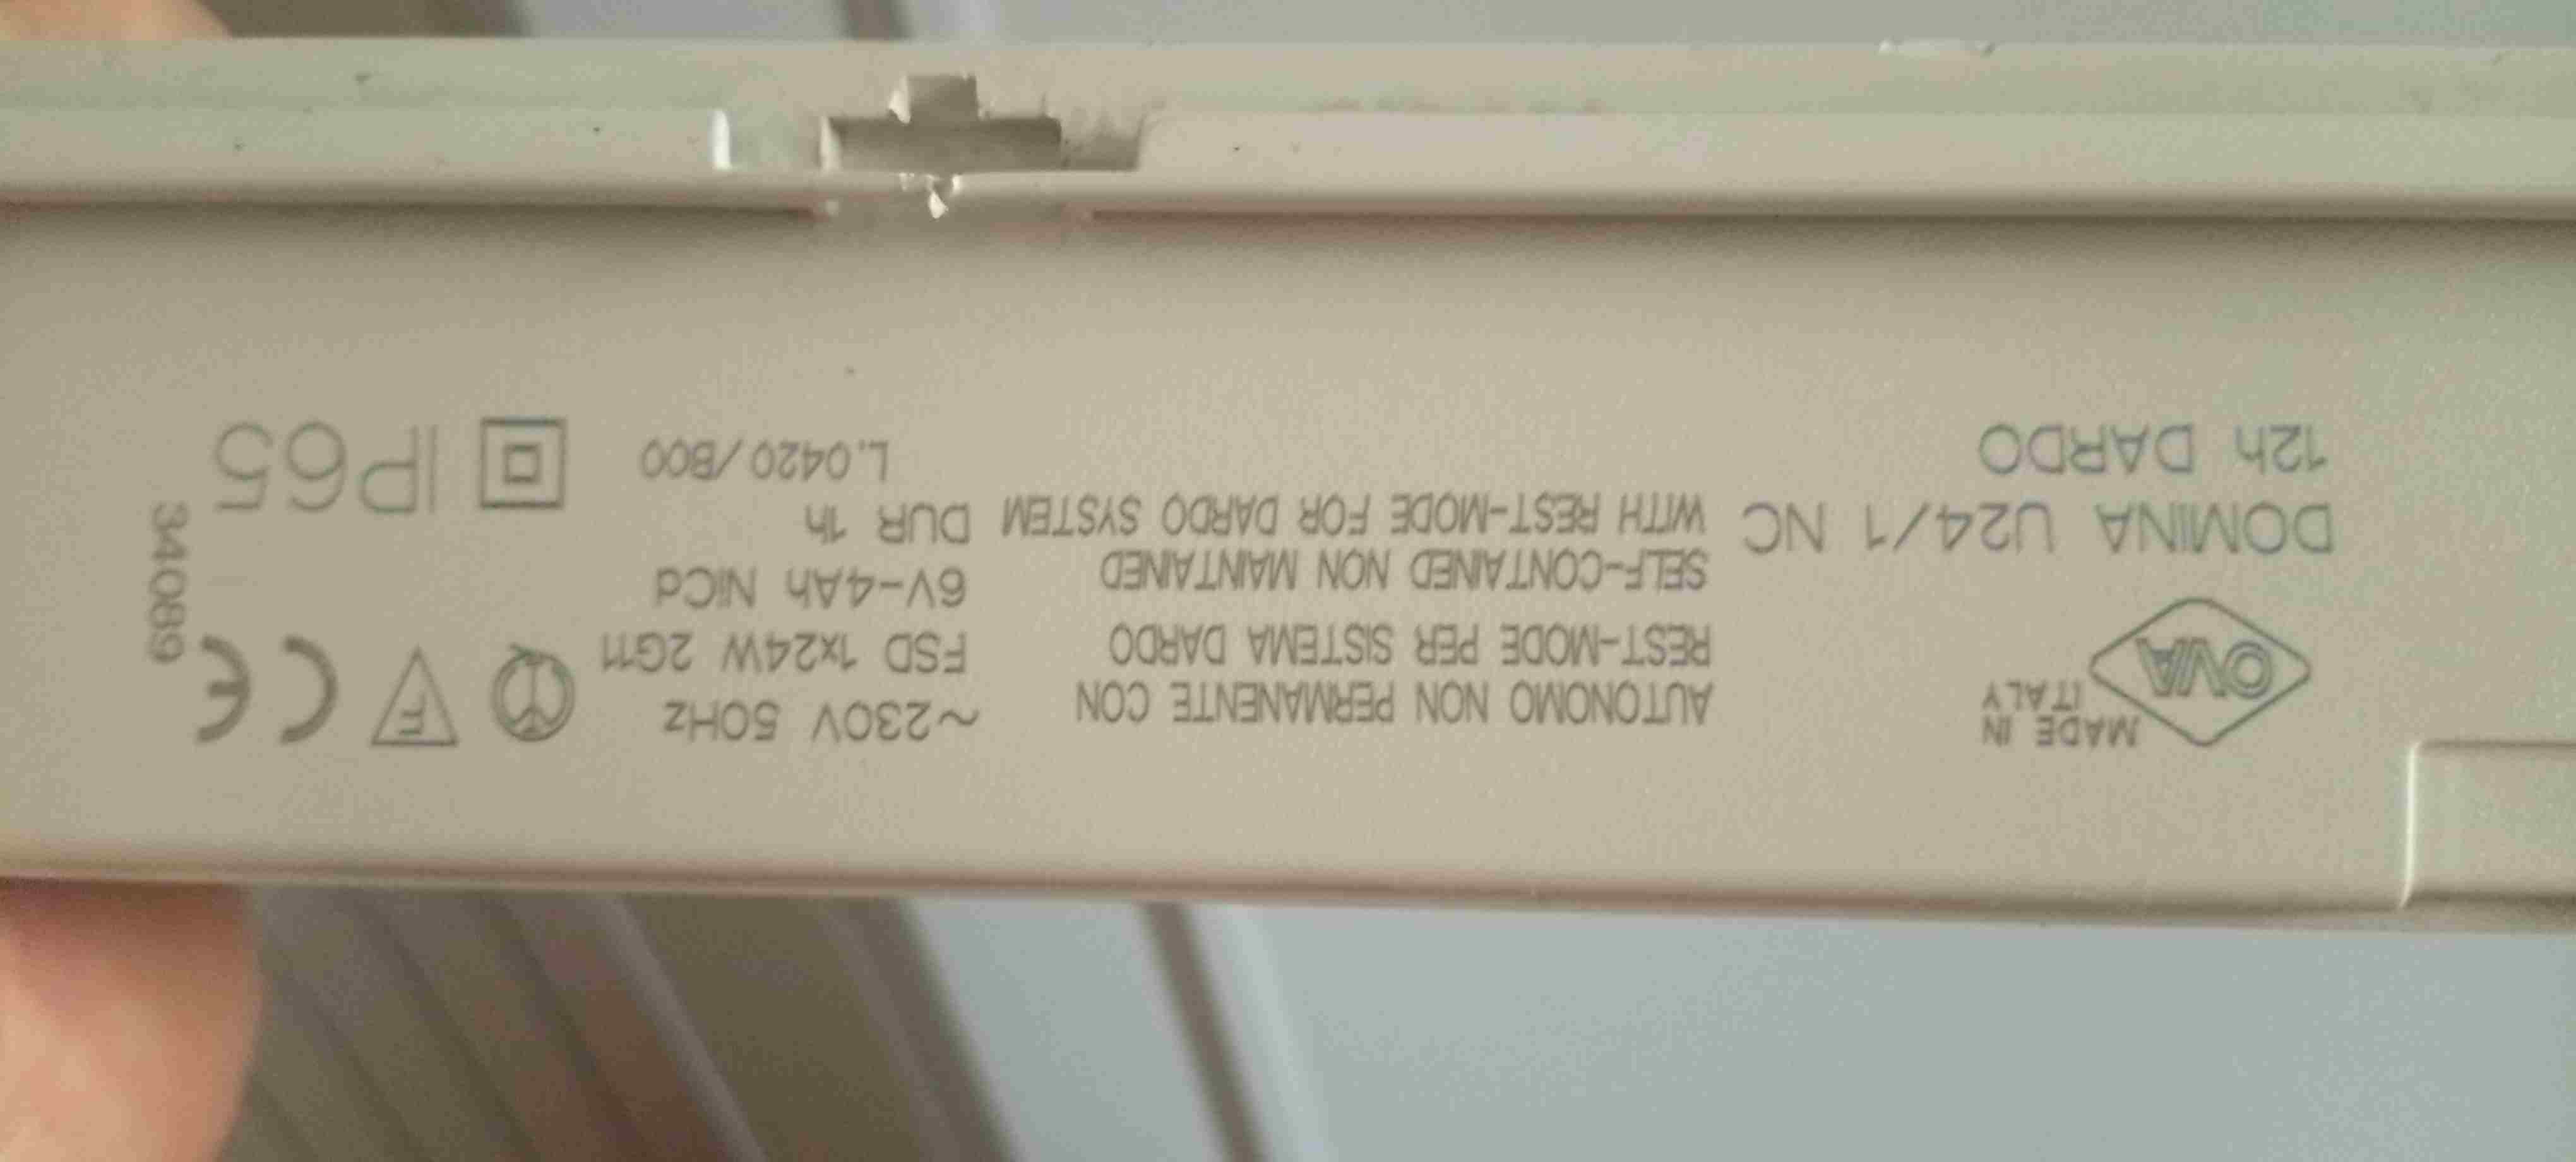 OVA
MADE IN
ITALY
DOMINA U24/1 NC
12h DARDO
AUTONOMO NON PERMANENTE CON
REST-MODE PER SISTEMA DARDO
SELF-CONTAINED NON MAINTAINED
WITH REST-MODE FOR DARDO SYSTEM
~230V 50Hz
FSD 1x24W 2G11
6V-4Ah NiCd
DUR 1h
L.0420/B00
F
CE
IP65
34089